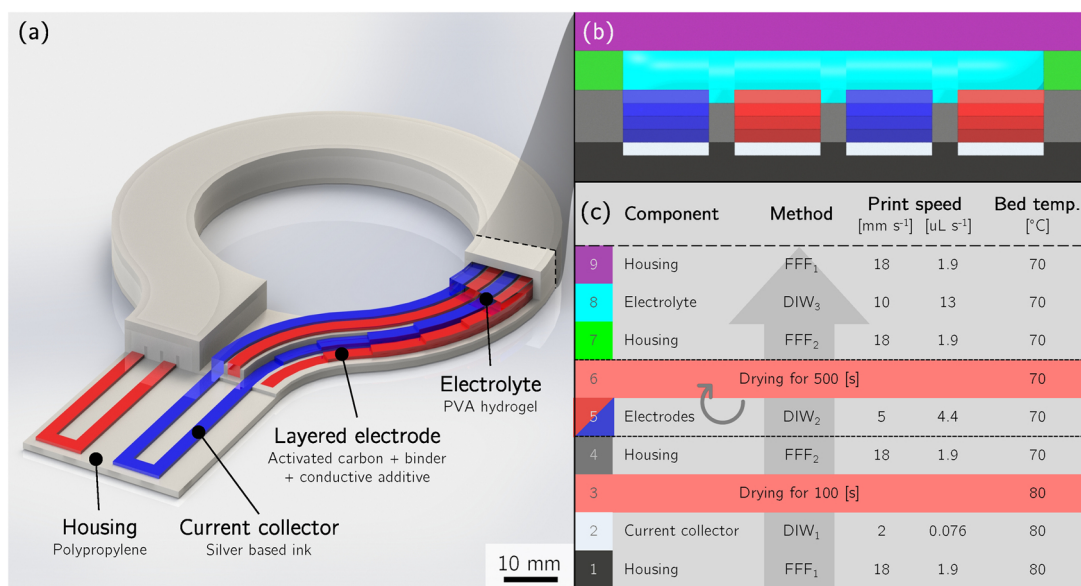 (a)
Electrolyte
PVA hydrogel
Layered electrode
Activated carbon + binder
+ conductive additive
Housing
Polypropylene
Current collector
Silver based ink
10 mm
(b)
(c) Component Method Print speed Bed temp.
[mm s⁻¹] [uL s⁻¹] [°C]
9 Housing FFF₁ 18 1.9 70
8 Electrolyte DIW₃ 10 13 70
7 Housing FFF₂ 18 1.9 70
6 Drying for 500 [s] 70
5 Electrodes DIW₂ 5 4.4 70
4 Housing FFF₂ 18 1.9 70
3 Drying for 100 [s] 80
2 Current collector DIW₁ 2 0.076 80
1 Housing FFF₁ 18 1.9 80